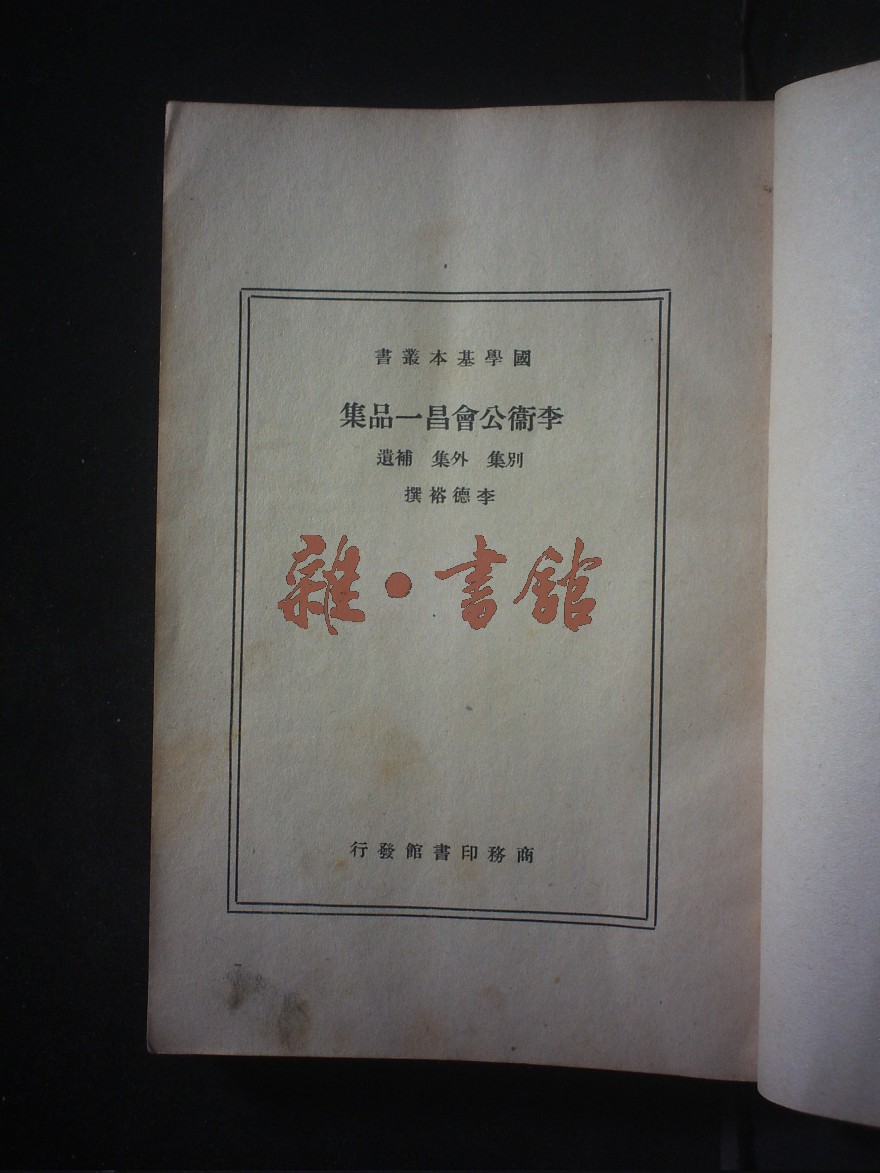 國學基本叢書
李衞公會昌一品集
別集 外集 補遺
李德裕撰
雜·書館
商務印書館發行